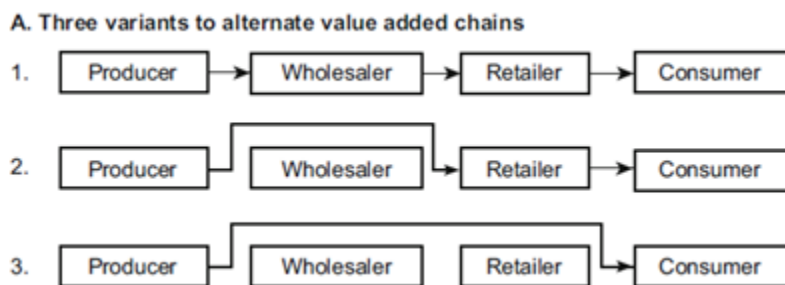 A. Three variants to alternate value added chains
1. Producer Wholesaler Retailer Consumer
2. Producer Wholesaler Retailer Consumer
3. Producer Wholesaler Retailer Consumer